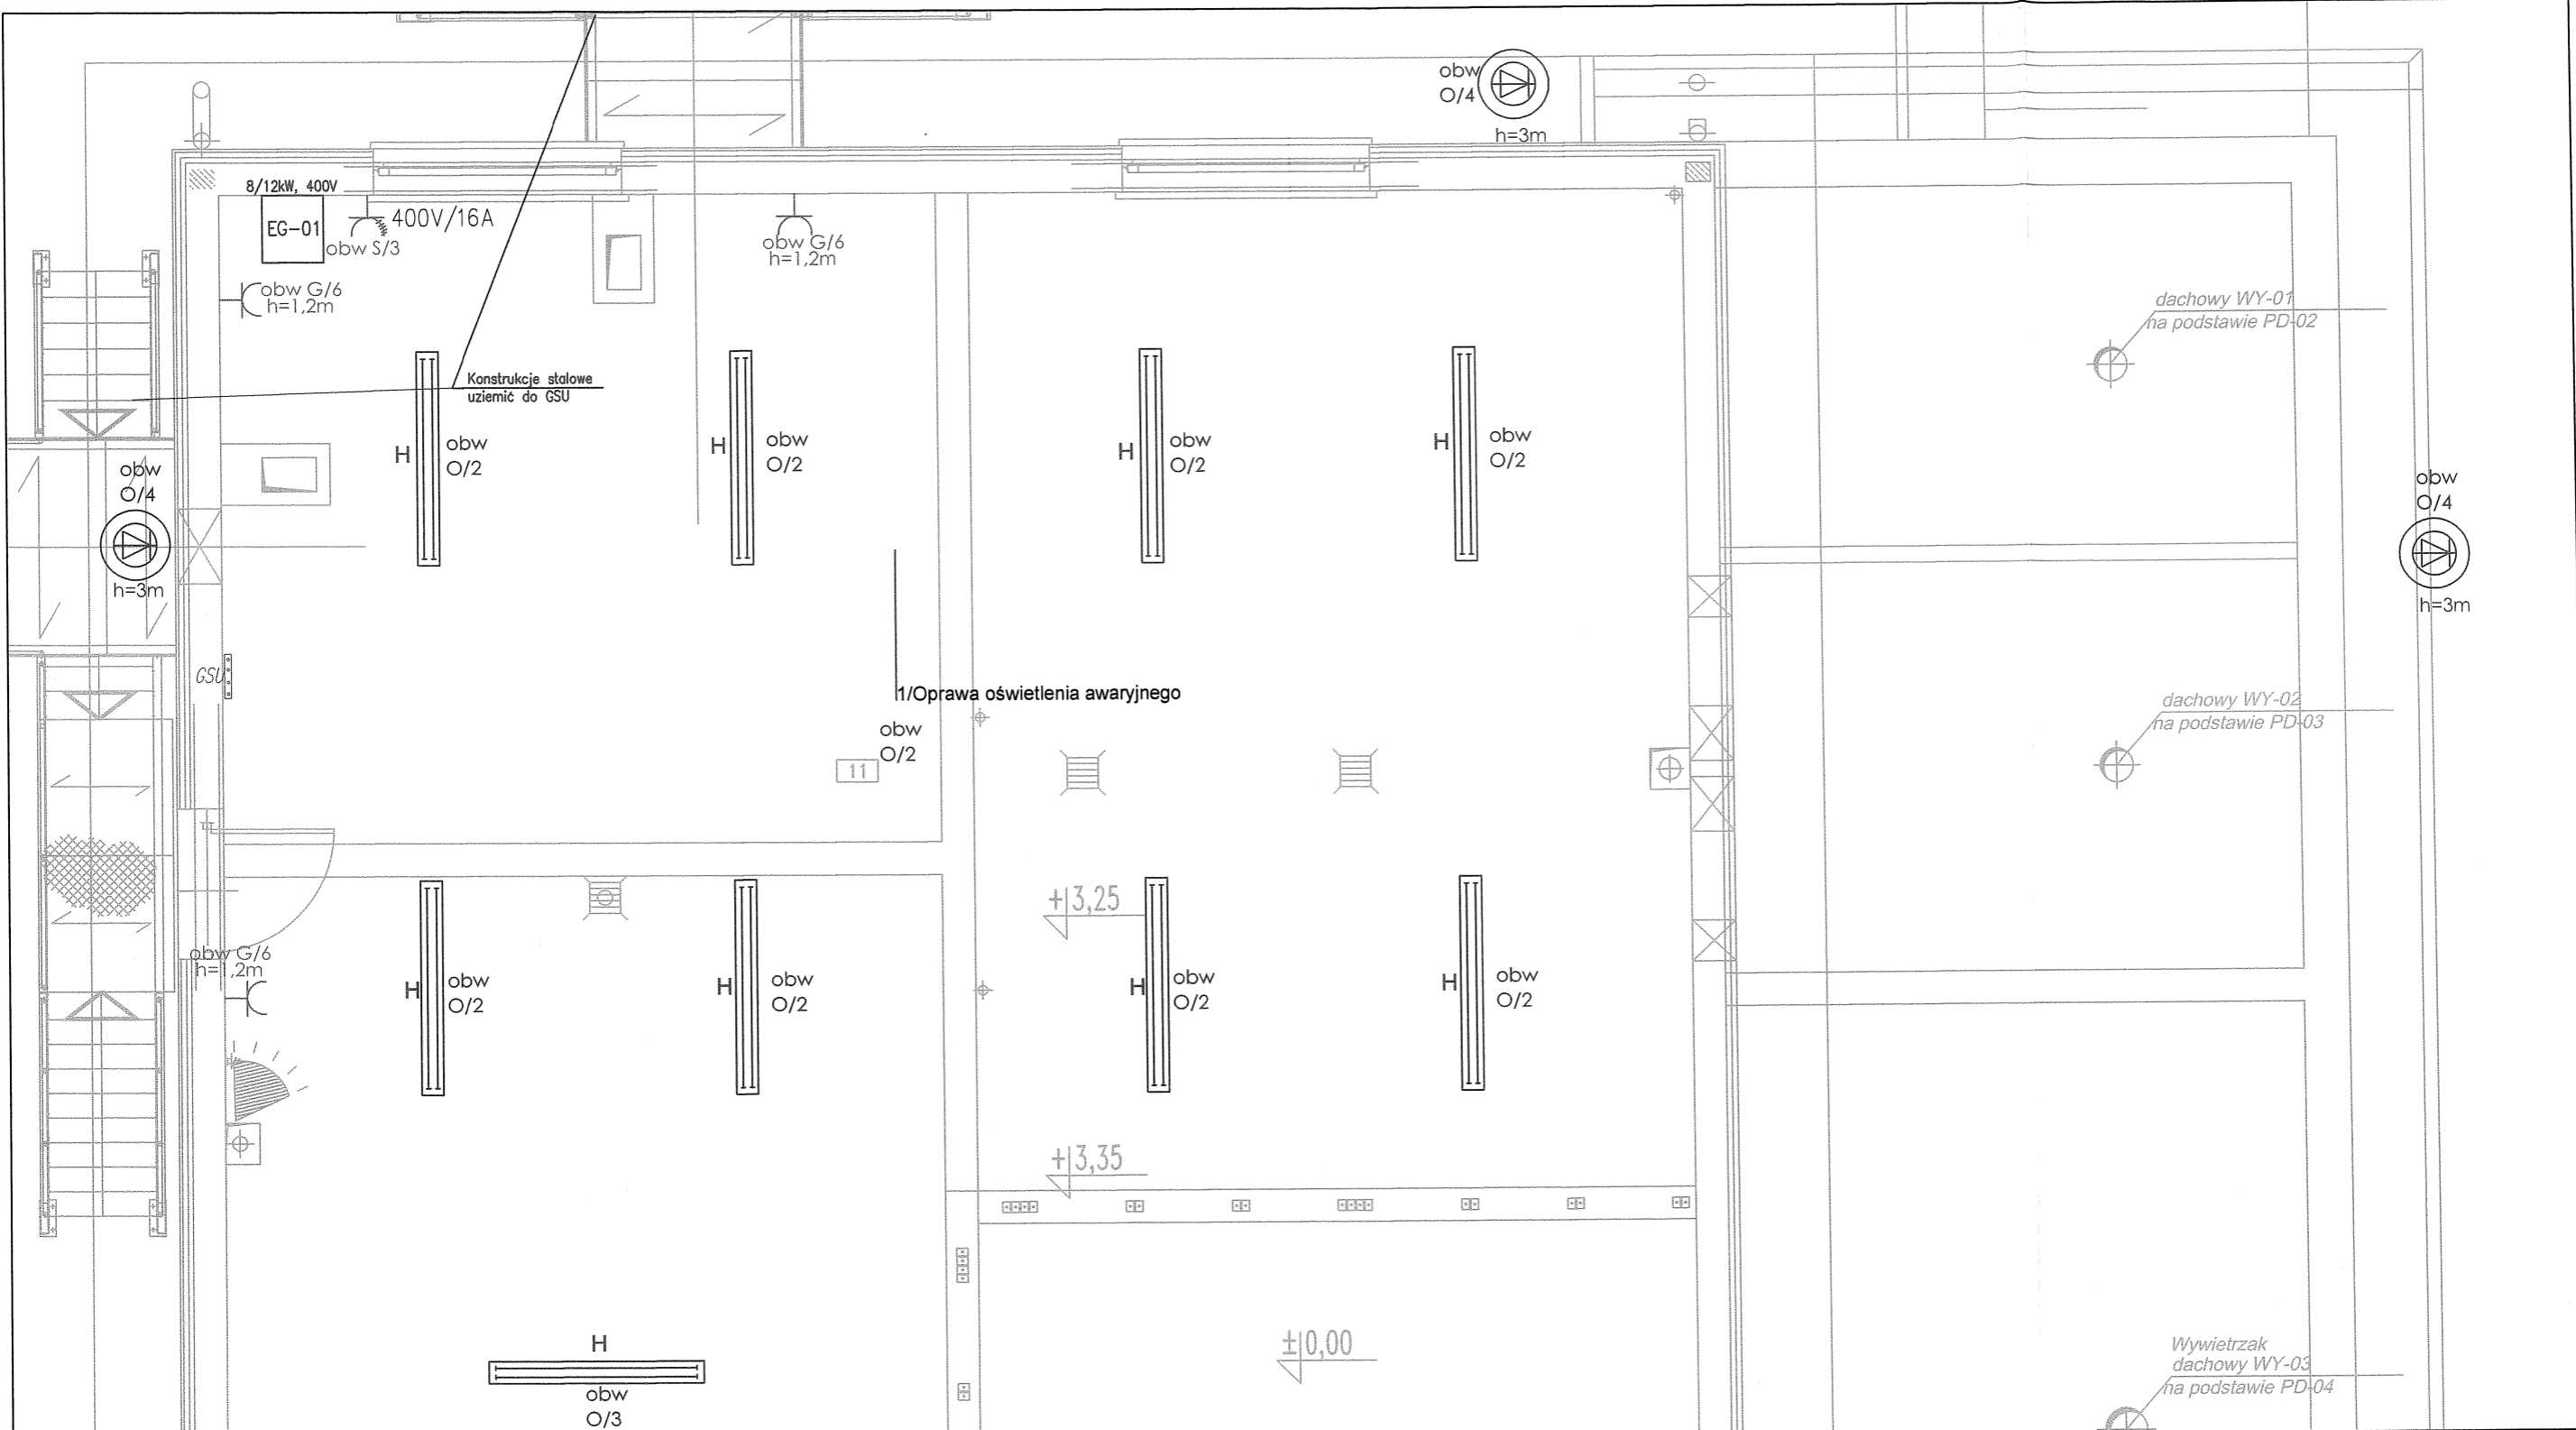 obw
O/4
h=3m
8/12kW, 400V
EG-01
400V/16A
obw S/3
obw G/6
h=1,2m
obw G/6
h=1,2m
dachowy WY-01
na podstawie PD-02
Konstrukcje stalowe
uziemić do GSU
H
obw
O/2
H
obw
O/2
H
obw
O/2
H
obw
O/2
obw
O/4
h=3m
obw
O/4
h=3m
GSU
1/Oprawa oświetlenia awaryjnego
obw
O/2
11
dachowy WY-02
na podstawie PD-03
+3,25
obw G/6
h=1,2m
H
obw
O/2
H
obw
O/2
H
obw
O/2
H
obw
O/2
+3,35
±0,00
H
obw
O/3
Wywietrzak
dachowy WY-03
na podstawie PD-04